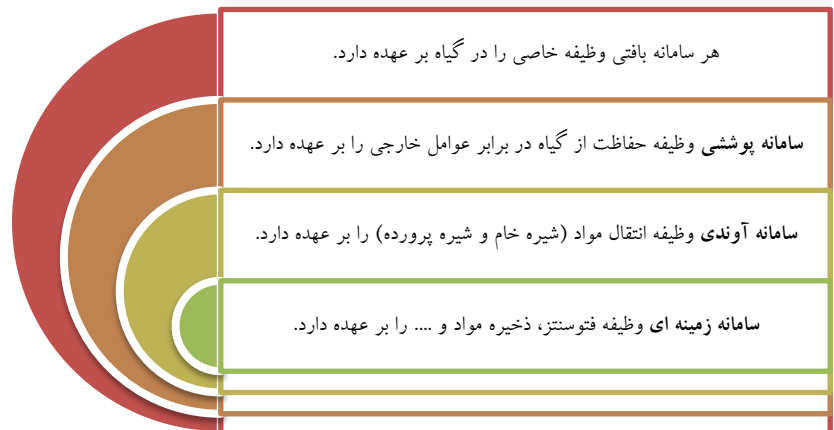 هر سامانه بافتی وظیفه خاصی را در گیاه بر عهده دارد.
سامانه پوششی وظیفه حفاظت از گیاه در برابر عوامل خارجی را بر عهده دارد.
سامانه آوندی وظیفه انتقال مواد (شیره خام و شیره پرورده) را بر عهده دارد.
سامانه زمینه ای وظیفه فتوسنتز، ذخیره مواد و .... را بر عهده دارد.